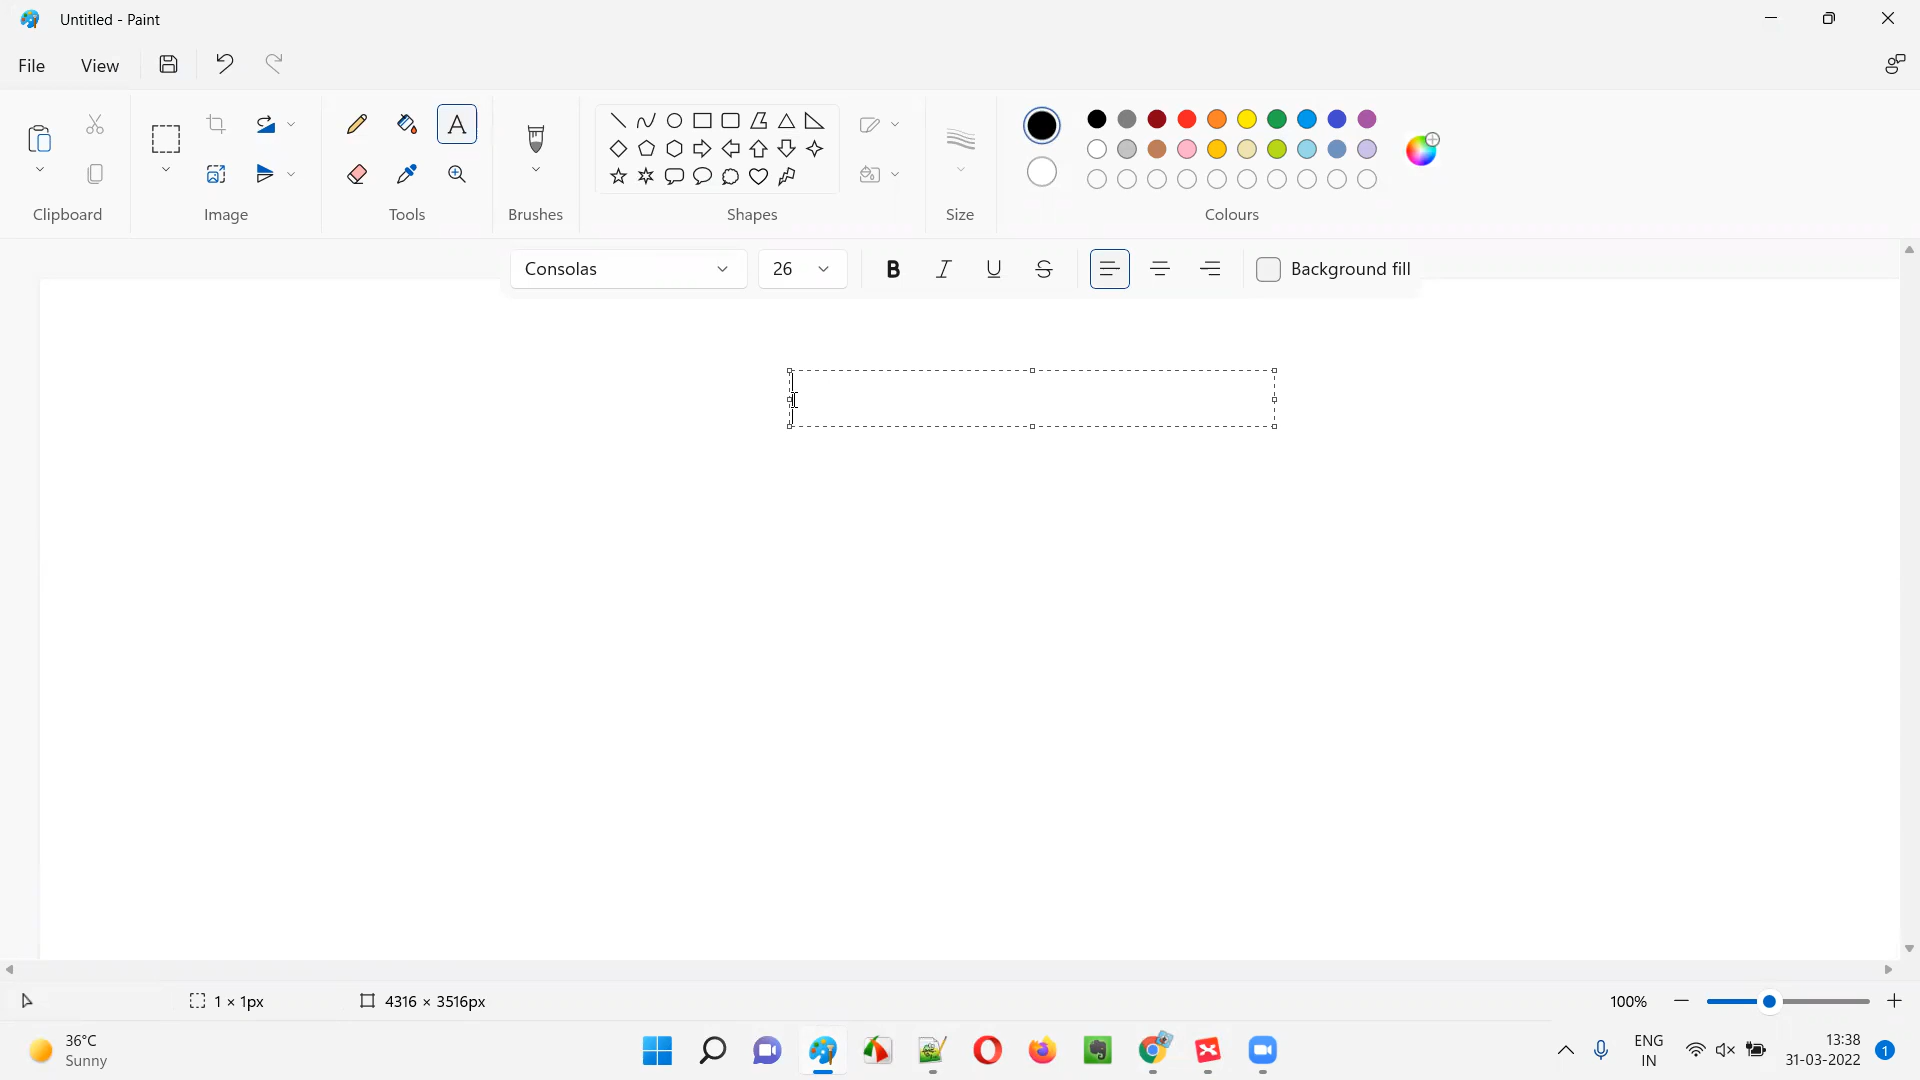 Untitled - Paint
File View
Consolas 26 B I U S Background fill
Clipboard Image Tools Brushes Shapes Size Colours
1 × 1px 4316 × 3516px 100%
36°C
Sunny
ENG
IN
13:38
31-03-2022
1